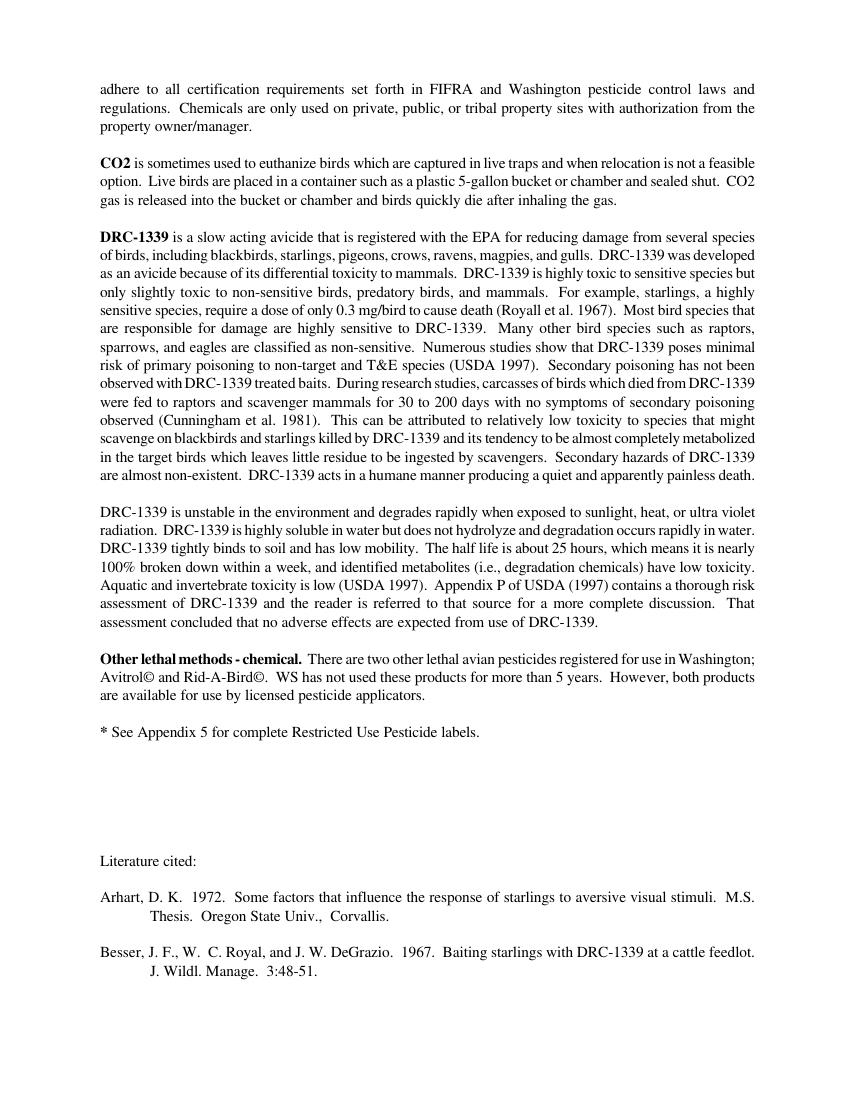 adhere to all certification requirements set forth in FIFRA and Washington pesticide control laws and
regulations. Chemicals are only used on private, public, or tribal property sites with authorization from the
property owner/manager.
CO2 is sometimes used to euthanize birds which are captured in live traps and when relocation is not a feasible
option. Live birds are placed in a container such as a plastic 5-gallon bucket or chamber and sealed shut. CO2
gas is released into the bucket or chamber and birds quickly die after inhaling the gas.
DRC-1339 is a slow acting avicide that is registered with the EPA for reducing damage from several species
of birds, including blackbirds, starlings, pigeons, crows, ravens, magpies, and gulls. DRC-1339 was developed
as an avicide because of its differential toxicity to mammals. DRC-1339 is highly toxic to sensitive species but
only slightly toxic to non-sensitive birds, predatory birds, and mammals. For example, starlings, a highly
sensitive species, require a dose of only 0.3 mg/bird to cause death (Royall et al. 1967). Most bird species that
are responsible for damage are highly sensitive to DRC-1339. Many other bird species such as raptors,
sparrows, and eagles are classified as non-sensitive. Numerous studies show that DRC-1339 poses minimal
risk of primary poisoning to non-target and T&E species (USDA 1997). Secondary poisoning has not been
observed with DRC-1339 treated baits. During research studies, carcasses of birds which died from DRC-1339
were fed to raptors and scavenger mammals for 30 to 200 days with no symptoms of secondary poisoning
observed (Cunningham et al. 1981). This can be attributed to relatively low toxicity to species that might
scavenge on blackbirds and starlings killed by DRC-1339 and its tendency to be almost completely metabolized
in the target birds which leaves little residue to be ingested by scavengers. Secondary hazards of DRC-1339
are almost non-existent. DRC-1339 acts in a humane manner producing a quiet and apparently painless death.
DRC-1339 is unstable in the environment and degrades rapidly when exposed to sunlight, heat, or ultra violet
radiation. DRC-1339 is highly soluble in water but does not hydrolyze and degradation occurs rapidly in water.
DRC-1339 tightly binds to soil and has low mobility. The half life is about 25 hours, which means it is nearly
100% broken down within a week, and identified metabolites (i.e., degradation chemicals) have low toxicity.
Aquatic and invertebrate toxicity is low (USDA 1997). Appendix P of USDA (1997) contains a thorough risk
assessment of DRC-1339 and the reader is referred to that source for a more complete discussion. That
assessment concluded that no adverse effects are expected from use of DRC-1339.
Other lethal methods - chemical. There are two other lethal avian pesticides registered for use in Washington;
Avitrol© and Rid-A-Bird©. WS has not used these products for more than 5 years. However, both products
are available for use by licensed pesticide applicators.
* See Appendix 5 for complete Restricted Use Pesticide labels.
Literature cited:
Arhart, D. K. 1972. Some factors that influence the response of starlings to aversive visual stimuli. M.S.
Thesis. Oregon State Univ., Corvallis.
Besser, J. F., W. C. Royal, and J. W. DeGrazio. 1967. Baiting starlings with DRC-1339 at a cattle feedlot.
J. Wildl. Manage. 3:48-51.